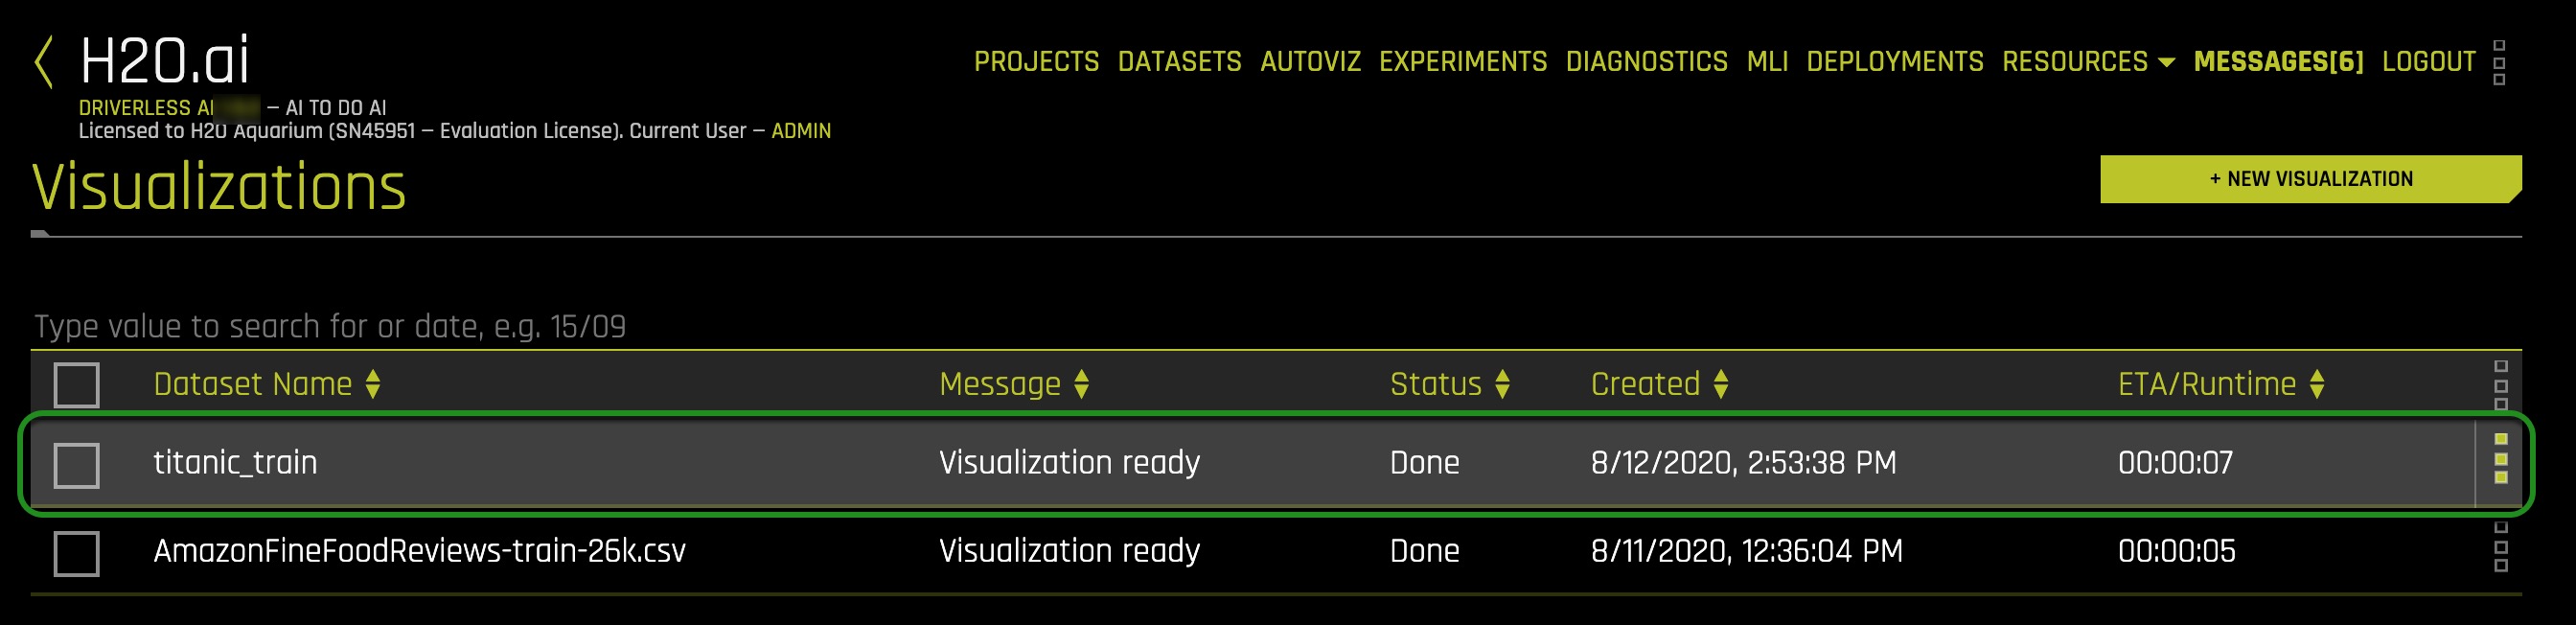 H2O.ai
PROJECTS DATASETS AUTOVIZ EXPERIMENTS DIAGNOSTICS MLI DEPLOYMENTS RESOURCES MESSAGES[6] LOGOUT
DRIVERLESS AI — AI TO DO AI
Licensed to H2O Aquarium (SN45951 — Evaluation License). Current User — ADMIN
Visualizations
+ NEW VISUALIZATION
Type value to search for or date, e.g. 15/09
Dataset Name Message Status Created ETA/Runtime
titanic_train Visualization ready Done 8/12/2020, 2:53:38 PM 00:00:07
AmazonFineFoodReviews-train-26k.csv Visualization ready Done 8/11/2020, 12:36:04 PM 00:00:05